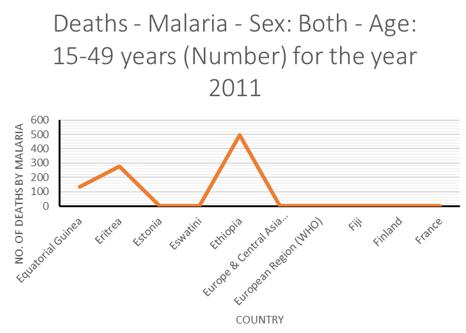 Deaths - Malaria - Sex: Both - Age:
15-49 years (Number) for the year
2011
NO. OF DEATHS BY MALARIA
600
500
400
300
200
100
0
Equatorial Guinea
Eritrea
Estonia
Eswatini
Ethiopia
Europe & Central Asia...
European Region (WHO)
Fiji
Finland
France
COUNTRY